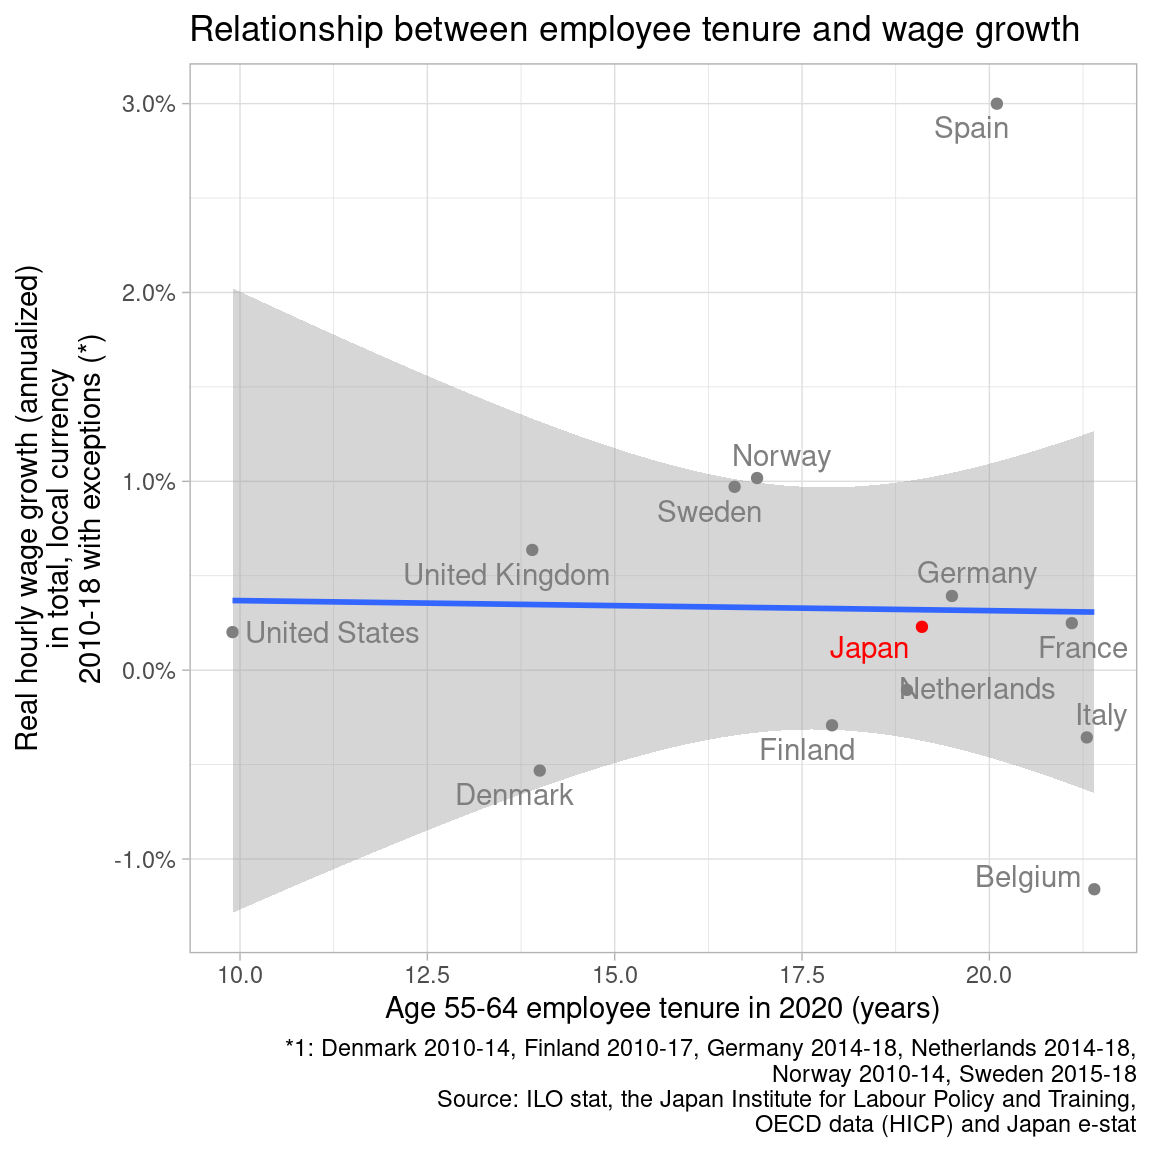 Relationship between employee tenure and wage growth
Real hourly wage growth (annualized)
in total, local currency
2010-18 with exceptions (*)
3.0%
2.0%
1.0%
0.0%
-1.0%
Spain
Norway
Sweden
United Kingdom
Germany
United States
Japan
France
Netherlands
Italy
Finland
Denmark
Belgium
10.0
12.5
15.0
17.5
20.0
Age 55-64 employee tenure in 2020 (years)
*1: Denmark 2010-14, Finland 2010-17, Germany 2014-18, Netherlands 2014-18,
Norway 2010-14, Sweden 2015-18
Source: ILO stat, the Japan Institute for Labour Policy and Training,
OECD data (HICP) and Japan e-stat